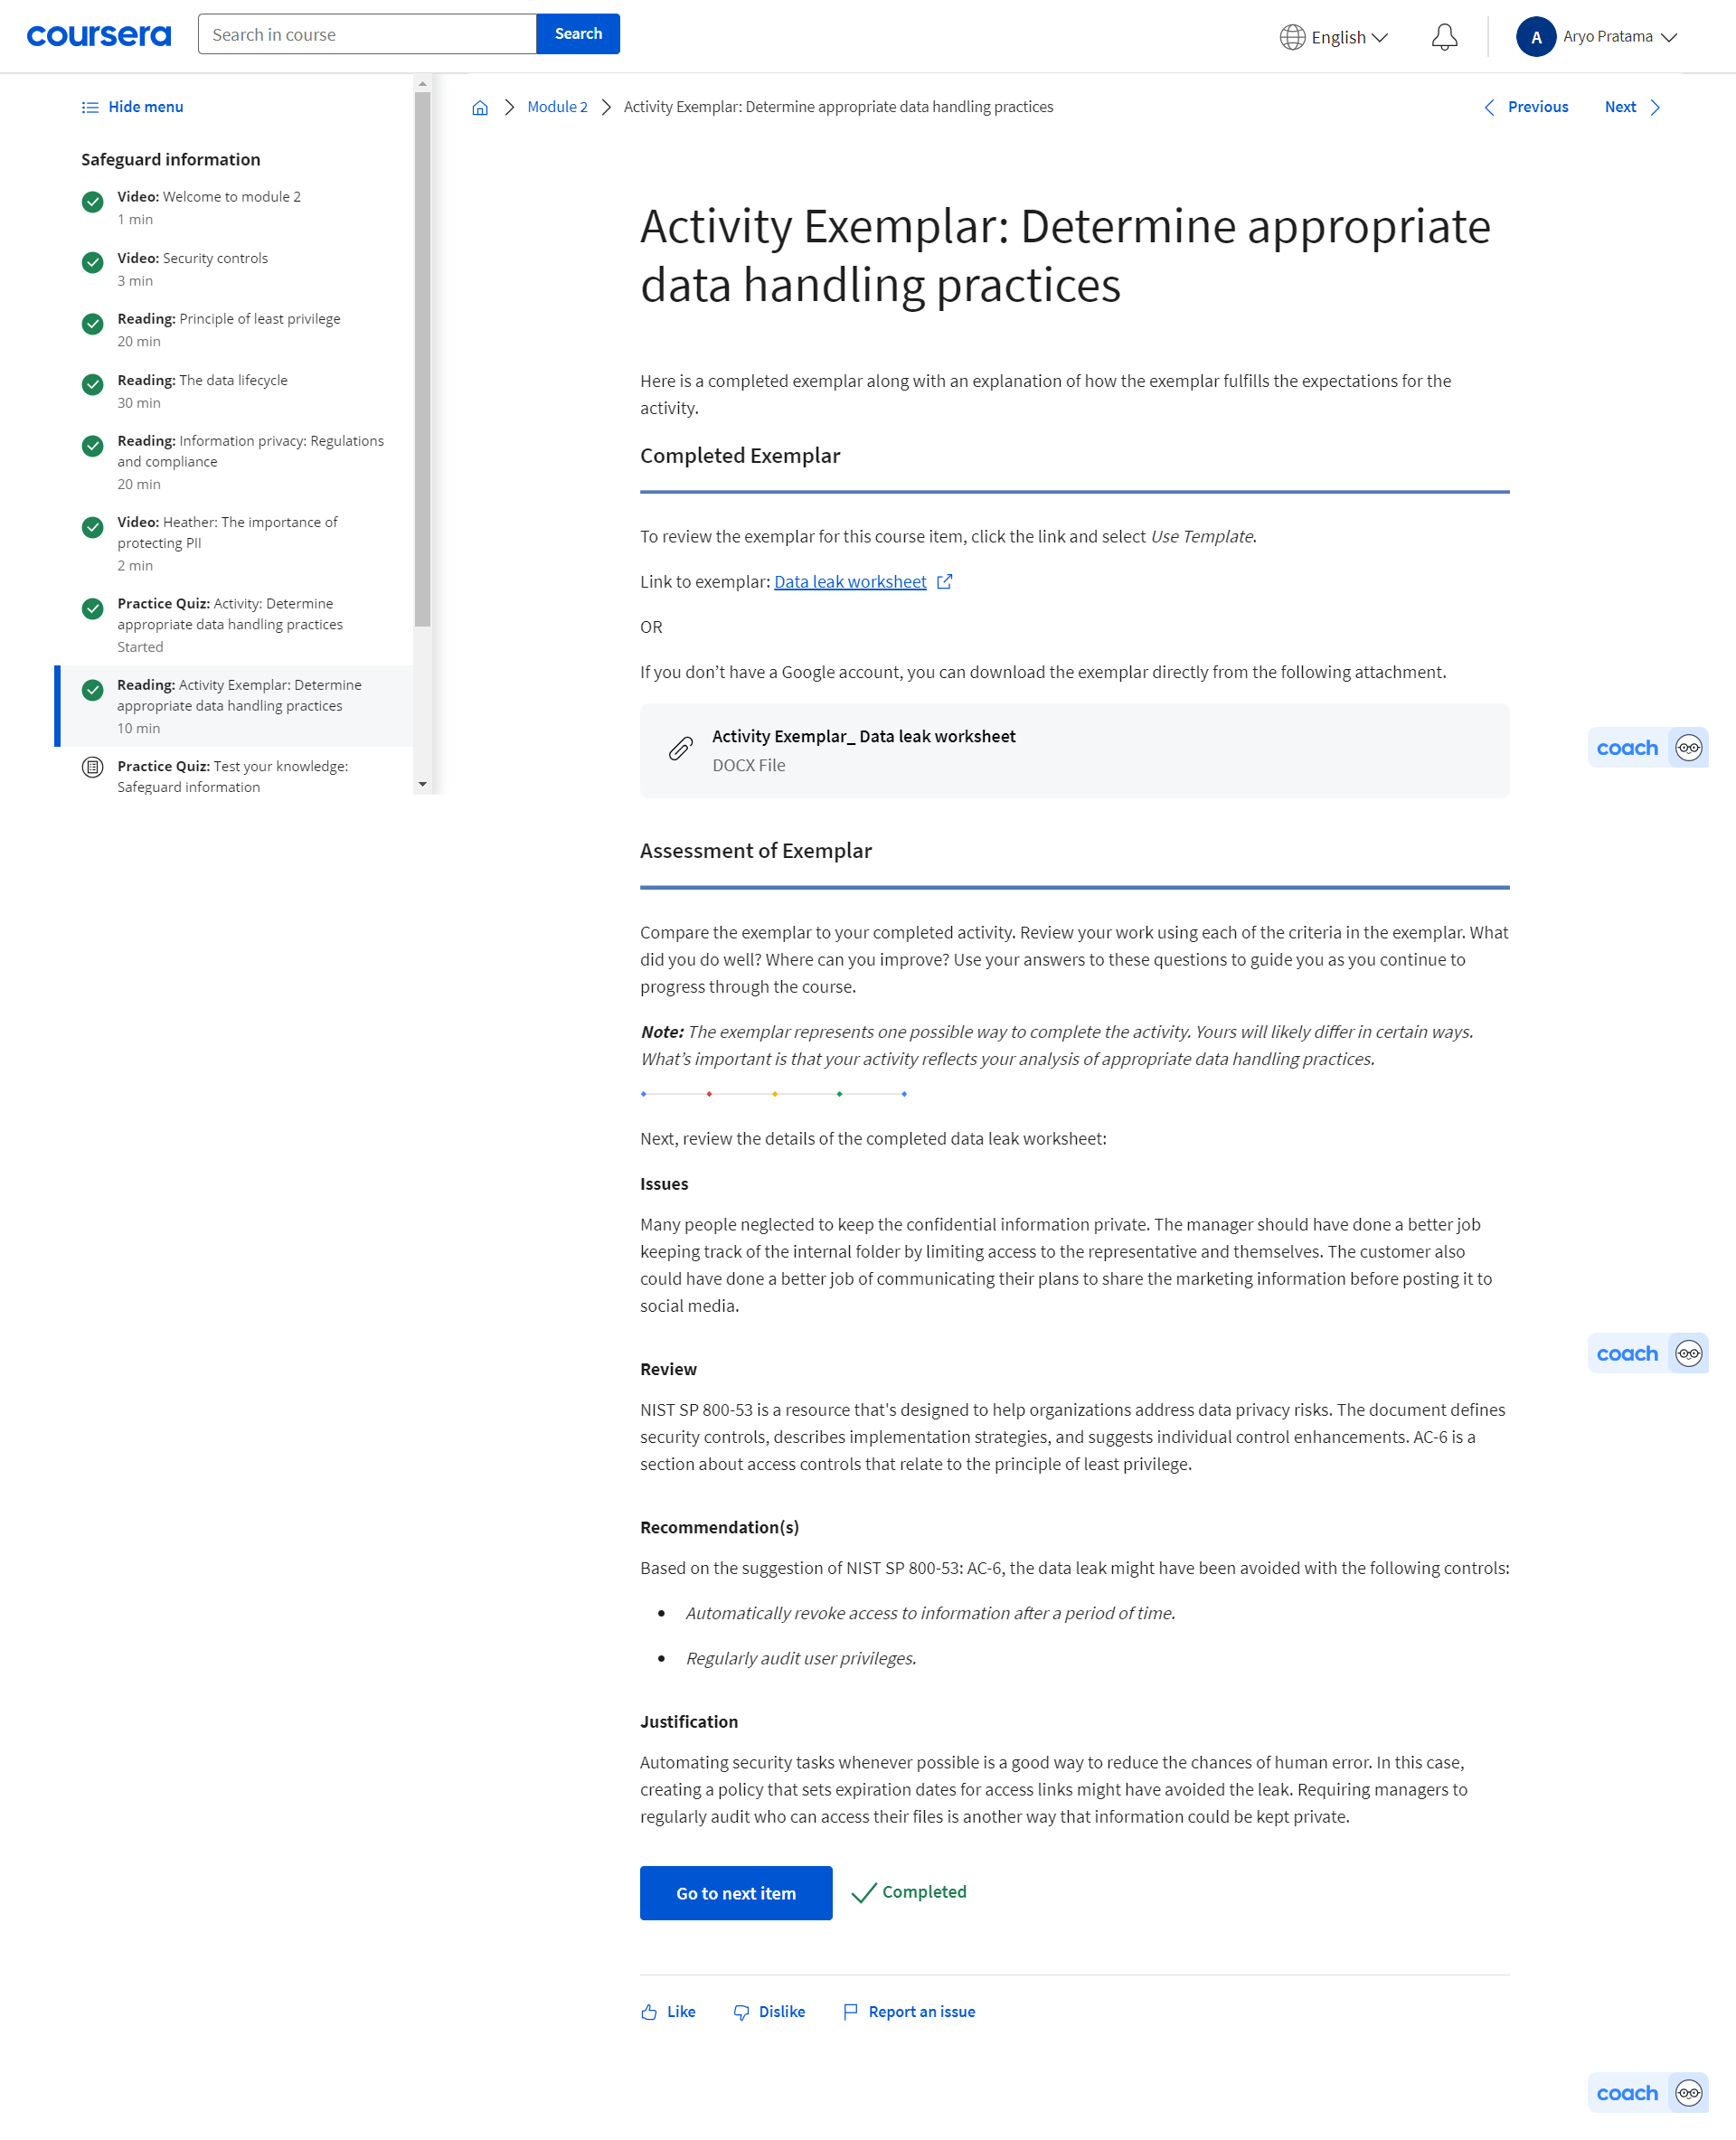 coursera
Search in course
Search
English
A
Aryo Pratama
Hide menu
Safeguard information
Video: Welcome to module 2
1 min
Video: Security controls
3 min
Reading: Principle of least privilege
20 min
Reading: The data lifecycle
30 min
Reading: Information privacy: Regulations
and compliance
20 min
Video: Heather: The importance of
protecting PII
2 min
Practice Quiz: Activity: Determine
appropriate data handling practices
Started
Reading: Activity Exemplar: Determine
appropriate data handling practices
10 min
Practice Quiz: Test your knowledge:
Safeguard information
Module 2
Activity Exemplar: Determine appropriate data handling practices
Previous
Next
Activity Exemplar: Determine appropriate
data handling practices
Here is a completed exemplar along with an explanation of how the exemplar fulfills the expectations for the
activity.
Completed Exemplar
To review the exemplar for this course item, click the link and select Use Template.
Link to exemplar: Data leak worksheet
OR
If you don’t have a Google account, you can download the exemplar directly from the following attachment.
Activity Exemplar_ Data leak worksheet
DOCX File
coach
Assessment of Exemplar
Compare the exemplar to your completed activity. Review your work using each of the criteria in the exemplar. What
did you do well? Where can you improve? Use your answers to these questions to guide you as you continue to
progress through the course.
Note: The exemplar represents one possible way to complete the activity. Yours will likely differ in certain ways.
What’s important is that your activity reflects your analysis of appropriate data handling practices.
Next, review the details of the completed data leak worksheet:
Issues
Many people neglected to keep the confidential information private. The manager should have done a better job
keeping track of the internal folder by limiting access to the representative and themselves. The customer also
could have done a better job of communicating their plans to share the marketing information before posting it to
social media.
coach
Review
NIST SP 800-53 is a resource that's designed to help organizations address data privacy risks. The document defines
security controls, describes implementation strategies, and suggests individual control enhancements. AC-6 is a
section about access controls that relate to the principle of least privilege.
Recommendation(s)
Based on the suggestion of NIST SP 800-53: AC-6, the data leak might have been avoided with the following controls:
Automatically revoke access to information after a period of time.
Regularly audit user privileges.
Justification
Automating security tasks whenever possible is a good way to reduce the chances of human error. In this case,
creating a policy that sets expiration dates for access links might have avoided the leak. Requiring managers to
regularly audit who can access their files is another way that information could be kept private.
Go to next item
Completed
Like
Dislike
Report an issue
coach